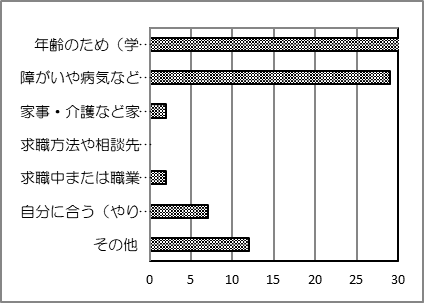 年齢のため（学…
障がいや病気など…
家事・介護など家…
求職方法や相談先…
求職中または職業…
自分に合う（やり…
その他
0 5 10 15 20 25 30